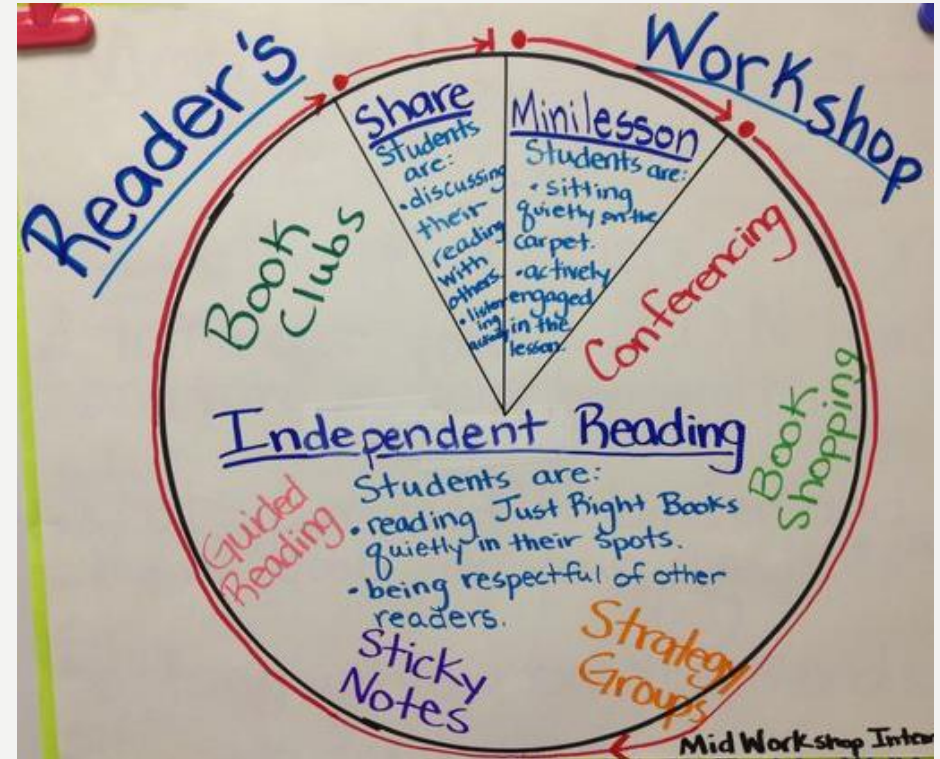 Reader's
Workshop
Share
Students
are:
• discussing
their
reading
with
others.
• listen-
ing
Minilesson
Students are:
• sitting
quietly on the
carpet.
• actively
engaged
in the
lesson.
Book
Clubs
Conferencing
Book
Shopping
Independent Reading
Students are:
• reading Just Right Books
quietly in their spots.
• being respectful of other
readers.
Guided
Reading
Sticky
Notes
Strategy
Groups
Mid Workshop